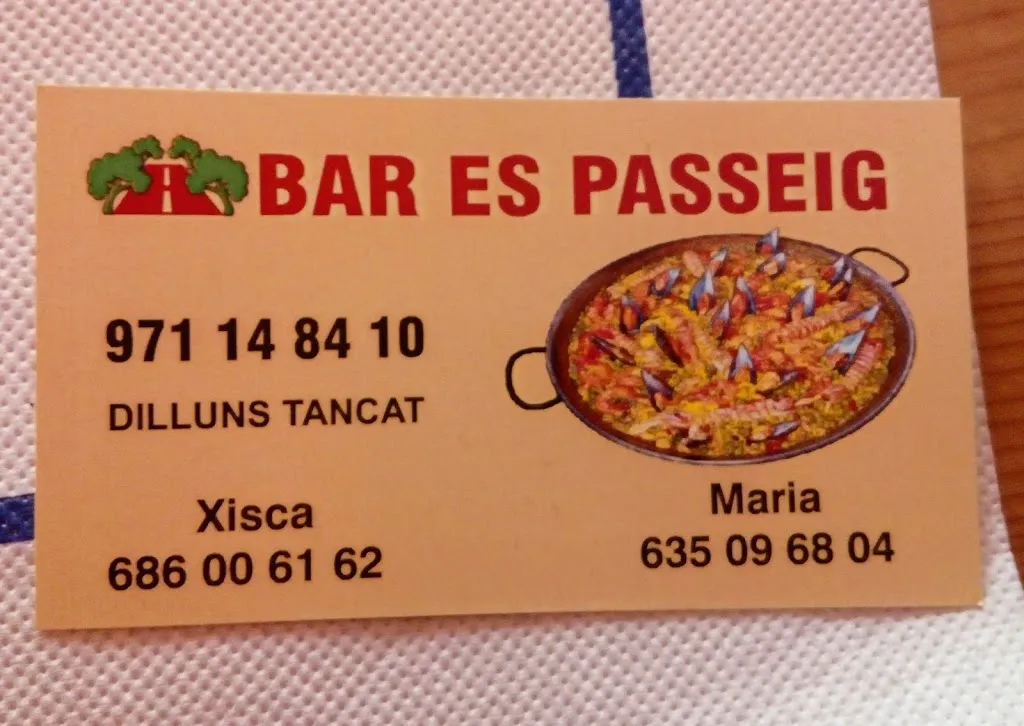 BAR ES PASSEIG
971 14 84 10
DILLUNS TANCAT
Xisca
686 00 61 62
Maria
635 09 68 04